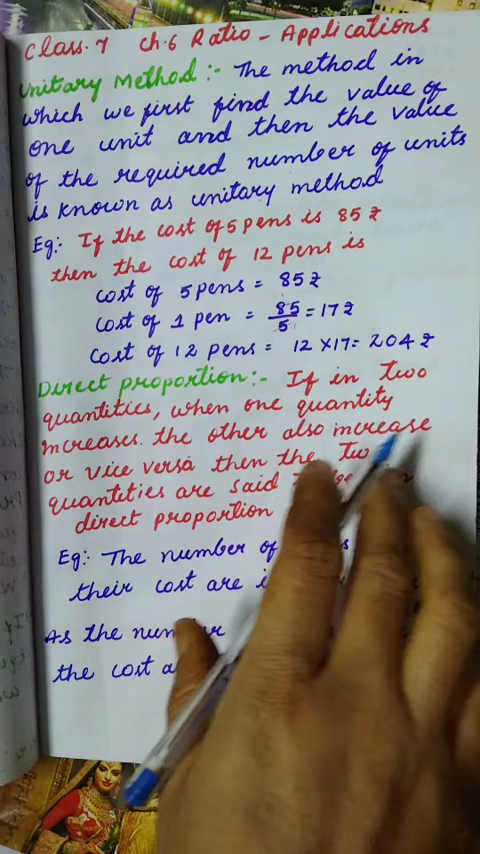 Class.7 Ch.6 Ratio - Applications
Unitary Method :- The method in
which we first find the value of
one unit and then the value
of the required number of units
is known as unitary method
Eg:- If the cost of 5 pens is 85 ₹
then the cost of 12 pens is
cost of 5 pens = 85 ₹
cost of 1 pen = 85/5 = 17 ₹
cost of 12 pens = 12 × 17 = 204 ₹
Direct proportion :- If in two
quantities, when one quantity
increases. the other also increase
or vice versa then the
quantities are said
direct proportion
Eg: The number of
their cost are
As the
the cost